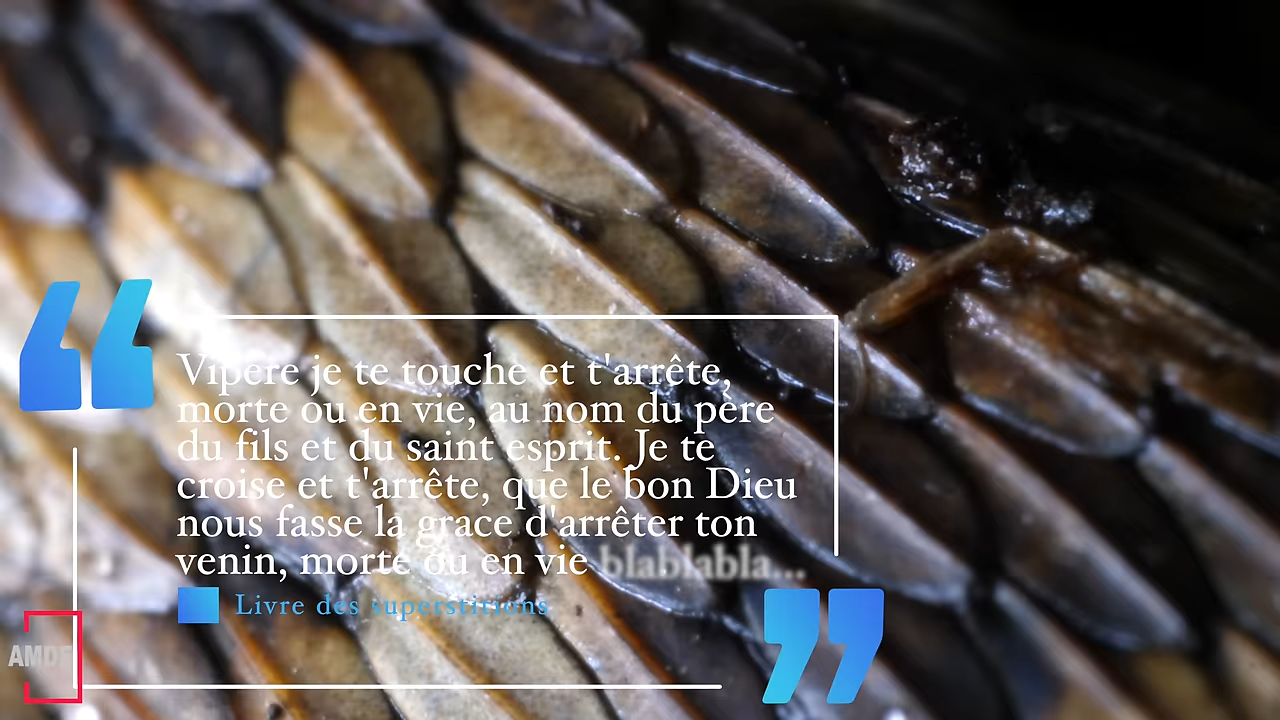 “
Vipère je te touche et t'arrête,
morte ou en vie, au nom du père
du fils et du saint esprit. Je te
croise et t'arrête, que le bon Dieu
nous fasse la grace d'arrêter ton
venin, morte ou en vie blablabla...
Livre des superstitions
”
AMDF